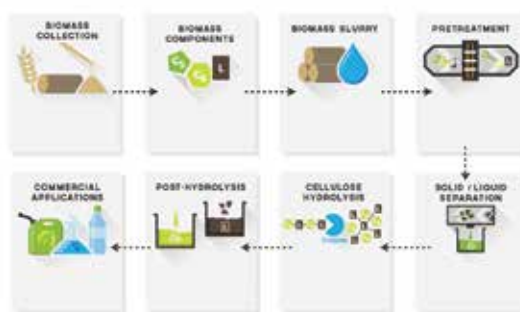 BIOMASS
COLLECTION
BIOMASS
COMPONENTS
BIOMASS SLURRY
PRETREATMENT
COMMERCIAL
APPLICATIONS
POST-HYDROLYSIS
CELLULOSE
HYDROLYSIS
SOLID / LIQUID
SEPARATION